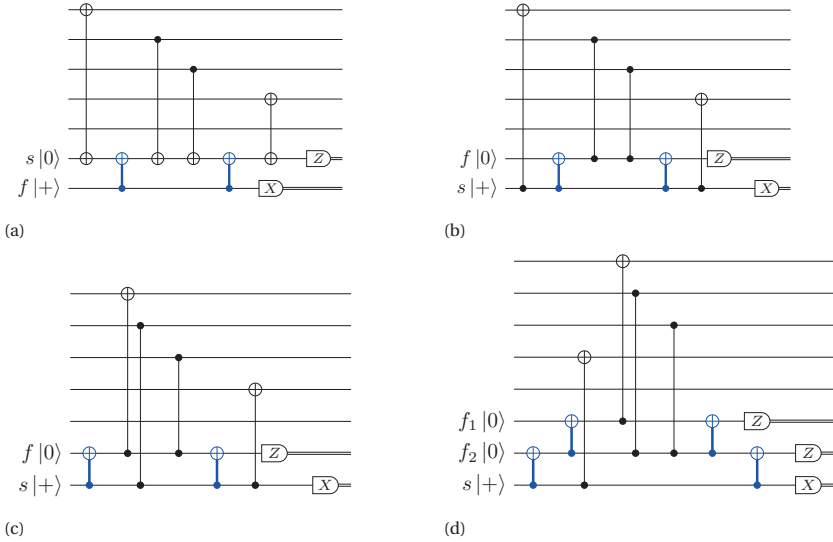 s |0⟩ Z
f |+⟩ X
(a)
f |0⟩ Z
s |+⟩ X
(b)
f |0⟩ Z
s |+⟩ X
(c)
f₁ |0⟩ Z
f₂ |0⟩ Z
s |+⟩ X
(d)